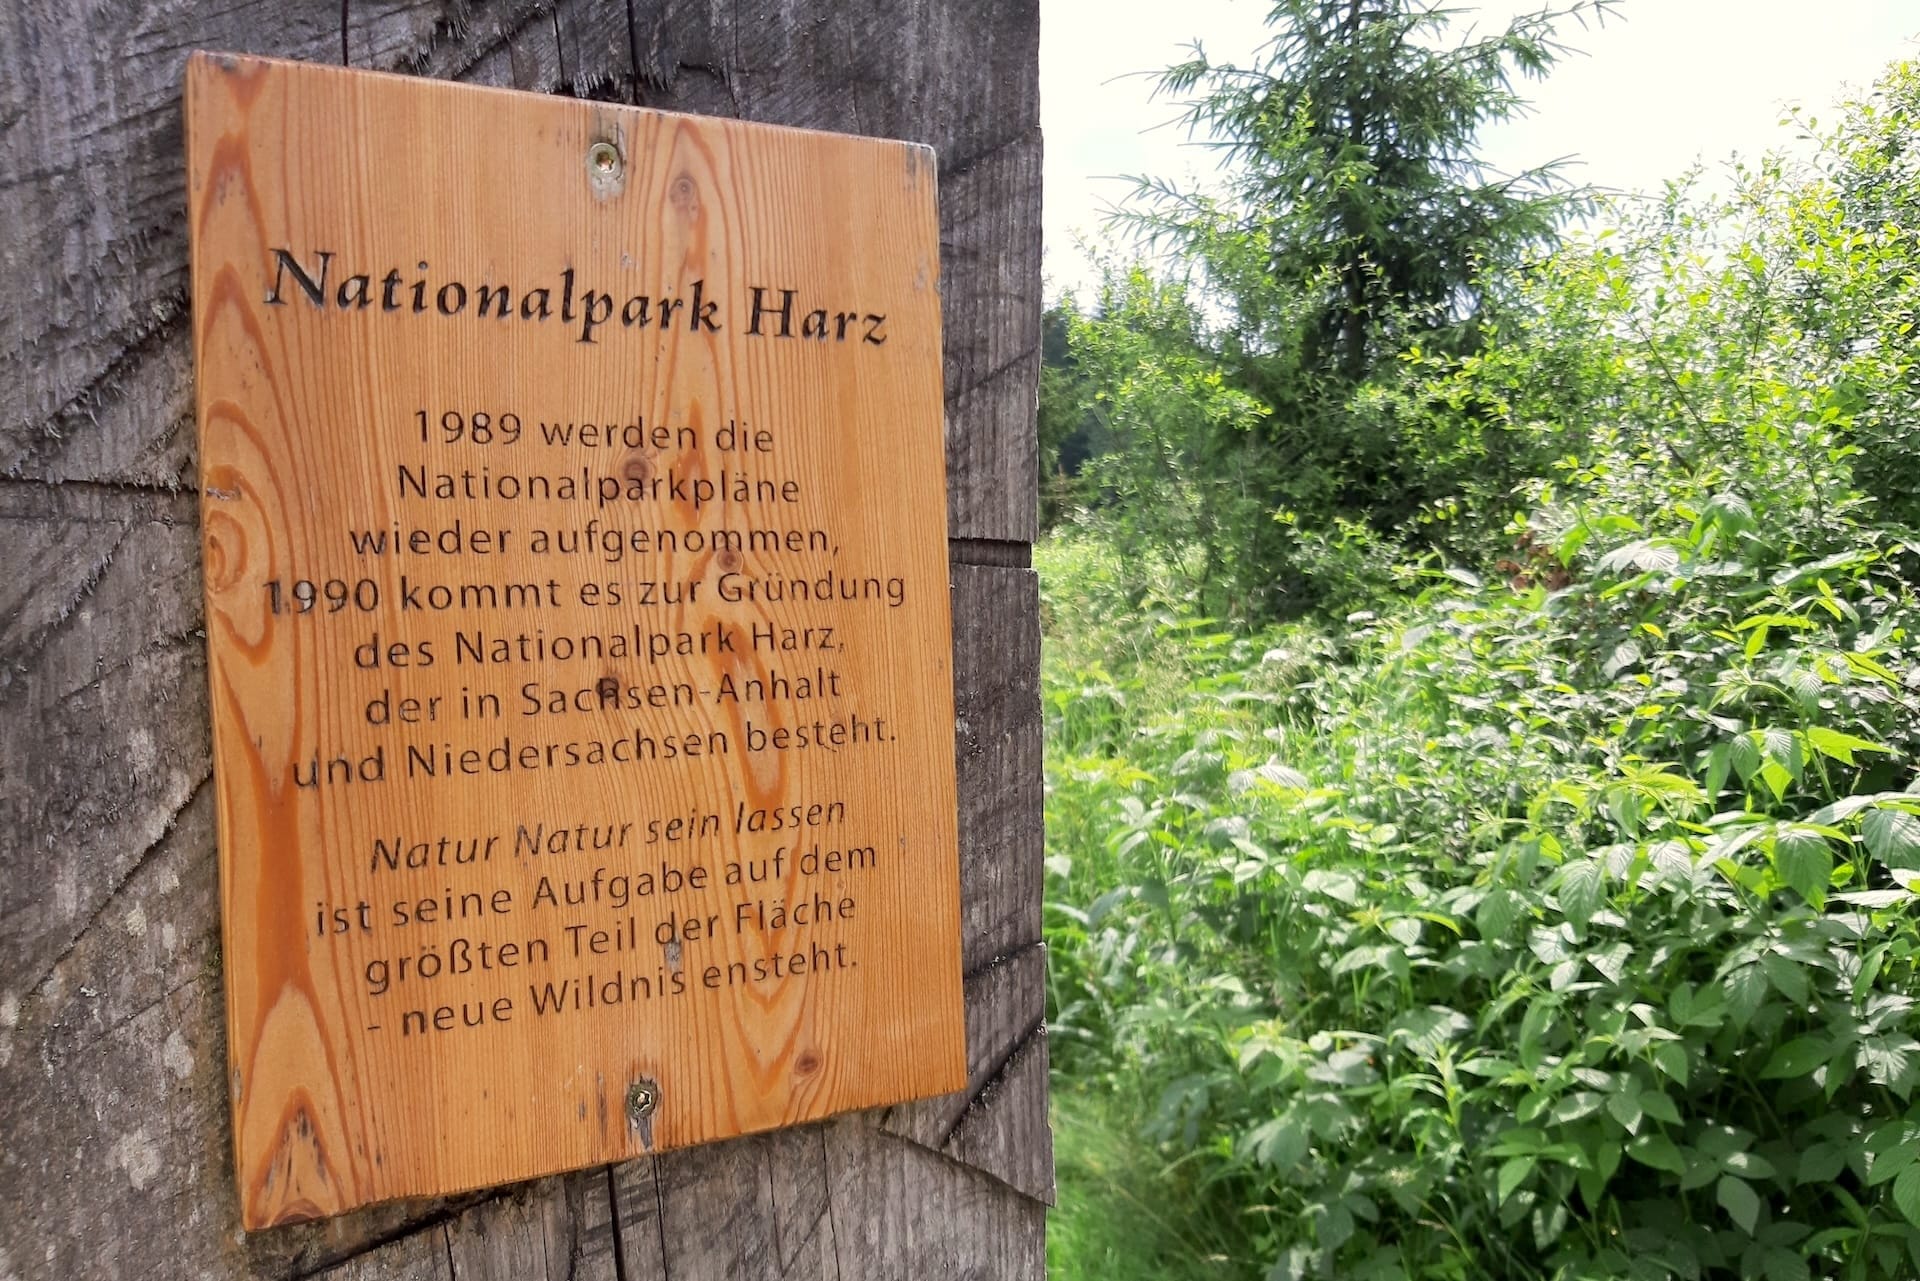 Nationalpark Harz
1989 werden die
Nationalparkpläne
wieder aufgenommen,
1990 kommt es zur Gründung
des Nationalpark Harz,
der in Sachsen-Anhalt
und Niedersachsen besteht.
Natur Natur sein lassen
ist seine Aufgabe auf dem
größten Teil der Fläche
- neue Wildnis ensteht.